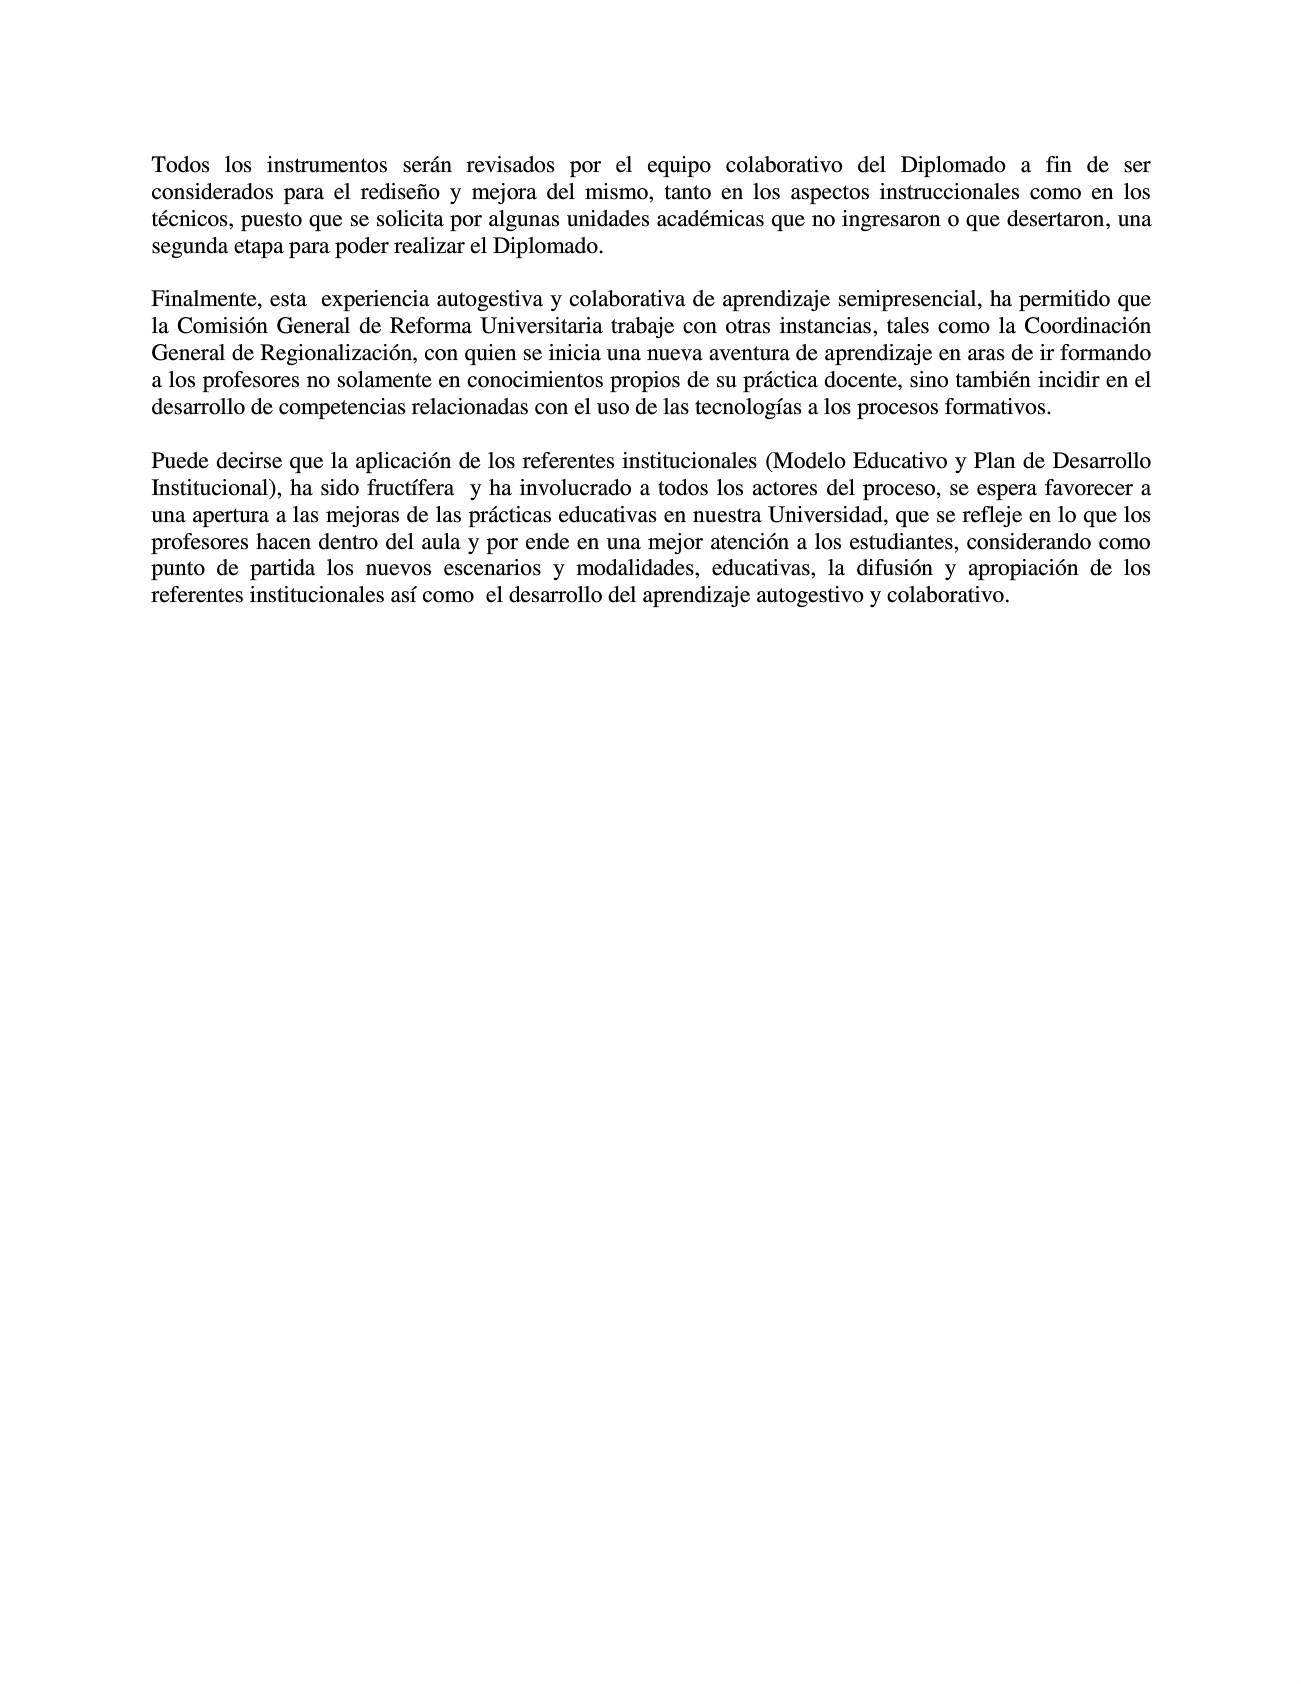 Todos los instrumentos serán revisados por el equipo colaborativo del Diplomado a fin de ser
considerados para el rediseño y mejora del mismo, tanto en los aspectos instruccionales como en los
técnicos, puesto que se solicita por algunas unidades académicas que no ingresaron o que desertaron, una
segunda etapa para poder realizar el Diplomado.
Finalmente, esta  experiencia autogestiva y colaborativa de aprendizaje semipresencial, ha permitido que
la Comisión General de Reforma Universitaria trabaje con otras instancias, tales como la Coordinación
General de Regionalización, con quien se inicia una nueva aventura de aprendizaje en aras de ir formando
a los profesores no solamente en conocimientos propios de su práctica docente, sino también incidir en el
desarrollo de competencias relacionadas con el uso de las tecnologías a los procesos formativos.
Puede decirse que la aplicación de los referentes institucionales (Modelo Educativo y Plan de Desarrollo
Institucional), ha sido fructífera  y ha involucrado a todos los actores del proceso, se espera favorecer a
una apertura a las mejoras de las prácticas educativas en nuestra Universidad, que se refleje en lo que los
profesores hacen dentro del aula y por ende en una mejor atención a los estudiantes, considerando como
punto de partida los nuevos escenarios y modalidades, educativas, la difusión y apropiación de los
referentes institucionales así como  el desarrollo del aprendizaje autogestivo y colaborativo.